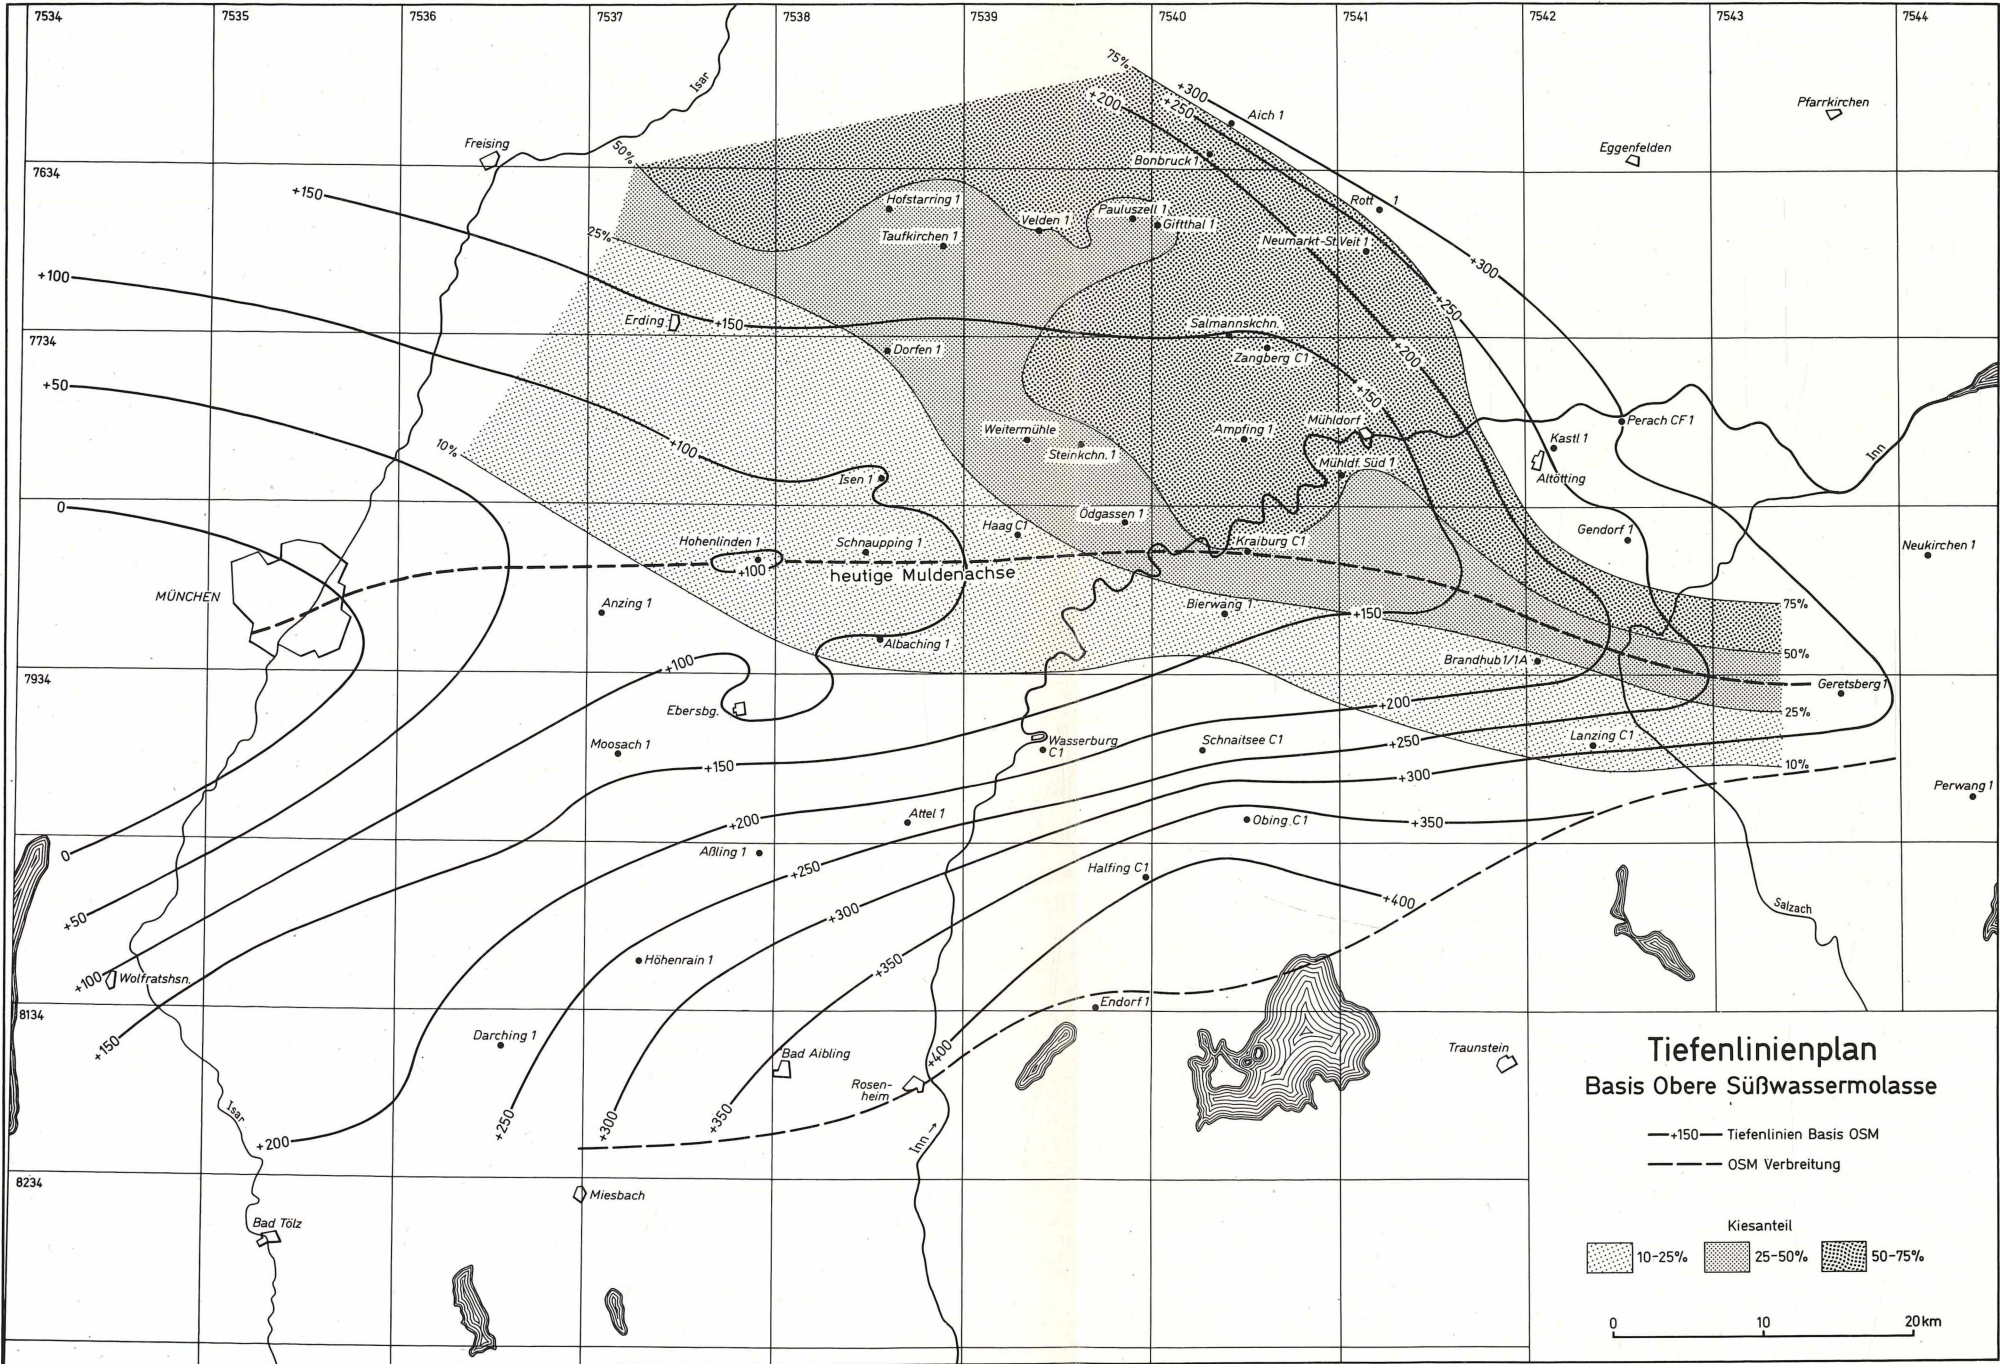 7534
7535
7536
7537
7538
7539
7540
7541
7542
7543
7544
Isar
75%
+300
+200
+250
Aich 1
Pfarrkirchen
Freising
50%
Bonbruck 1
Eggenfelden
7634
+150
Hofstarring 1
Velden 1
Pauluszell 1
Giftthal 1
Rott 1
25%
Taufkirchen 1
Neumarkt-St.Veit 1
+300
+100
+250
Erding
+150
Salmannskchn.
7734
Dorfen 1
Zangberg C1
+200
+50
+150
10%
+100
Weitermühle
Steinkchn. 1
Ampfing 1
Mühldorf
Perach CF 1
Kastl 1
Inn
Isen 1
Mühldf. Süd 1
Altötting
0
Ödgassen 1
Haag C1
Gendorf 1
Hohenlinden 1
Schnaupping 1
Kraiburg C1
Neukirchen 1
+100
heutige Muldenachse
MÜNCHEN
Anzing 1
Bierwang 1
+150
75%
Albaching 1
50%
7934
+100
Brandhub 1/1A
Geretsberg 1
Ebersbg.
+200
25%
Moosach 1
Wasserburg
C1
Schnaitsee C1
+250
Lanzing C1
+150
+300
10%
Perwang 1
Attel 1
+200
Obing C1
+350
0
Aßling 1
+250
Halfing C1
+400
+50
+300
Salzach
+100
Wolfratshsn.
Höhenrain 1
+350
Endorf 1
8134
+150
Darching 1
Bad Aibling
+400
Rosen-
heim
Traunstein
Tiefenlinienplan
Basis Obere Süßwassermolasse
Isar
+200
+250
+300
+350
Inn →
+150 Tiefenlinien Basis OSM
OSM Verbreitung
8234
Miesbach
Bad Tölz
Kiesanteil
10-25%
25-50%
50-75%
0
10
20 km